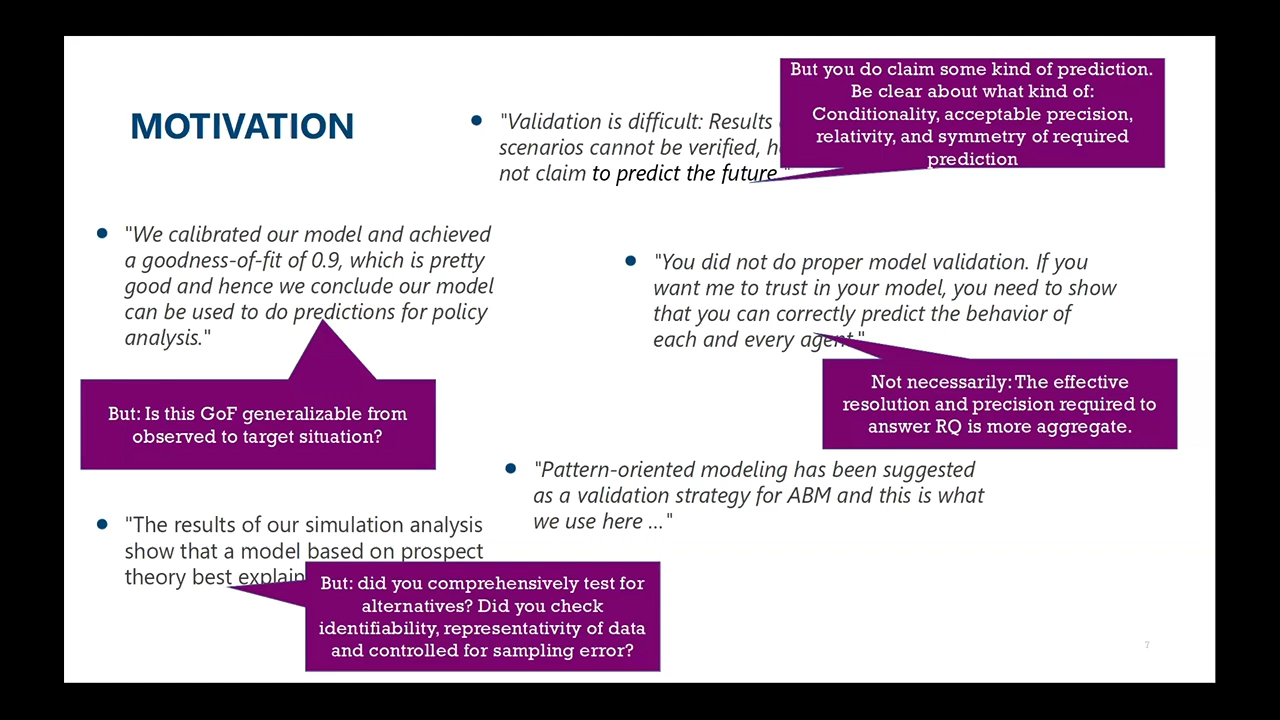 MOTIVATION
"Validation is difficult: Results
scenarios cannot be verified,
not claim to predict the future."
But you do claim some kind of prediction.
Be clear about what kind of:
Conditionality, acceptable precision,
relativity, and symmetry of required
prediction
"We calibrated our model and achieved
a goodness-of-fit of 0.9, which is pretty
good and hence we conclude our model
can be used to do predictions for policy
analysis."
But: Is this GoF generalizable from
observed to target situation?
"You did not do proper model validation. If you
want me to trust in your model, you need to show
that you can correctly predict the behavior of
each and every agent."
Not necessarily: The effective
resolution and precision required to
answer RQ is more aggregate.
"Pattern-oriented modeling has been suggested
as a validation strategy for ABM and this is what
we use here ..."
"The results of our simulation analysis
show that a model based on prospect
theory best explain
But: did you comprehensively test for
alternatives? Did you check
identifiability, representativity of data
and controlled for sampling error?
7